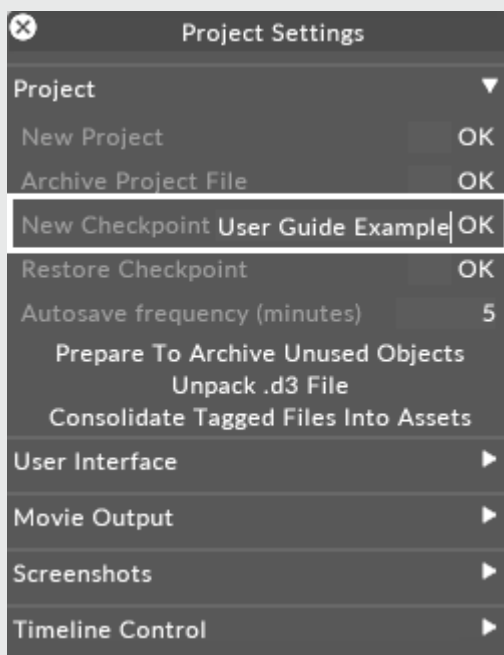 Project Settings
Project
New Project OK
Archive Project File OK
New Checkpoint User Guide Example OK
Restore Checkpoint OK
Autosave frequency (minutes) 5
Prepare To Archive Unused Objects
Unpack .d3 File
Consolidate Tagged Files Into Assets
User Interface
Movie Output
Screenshots
Timeline Control